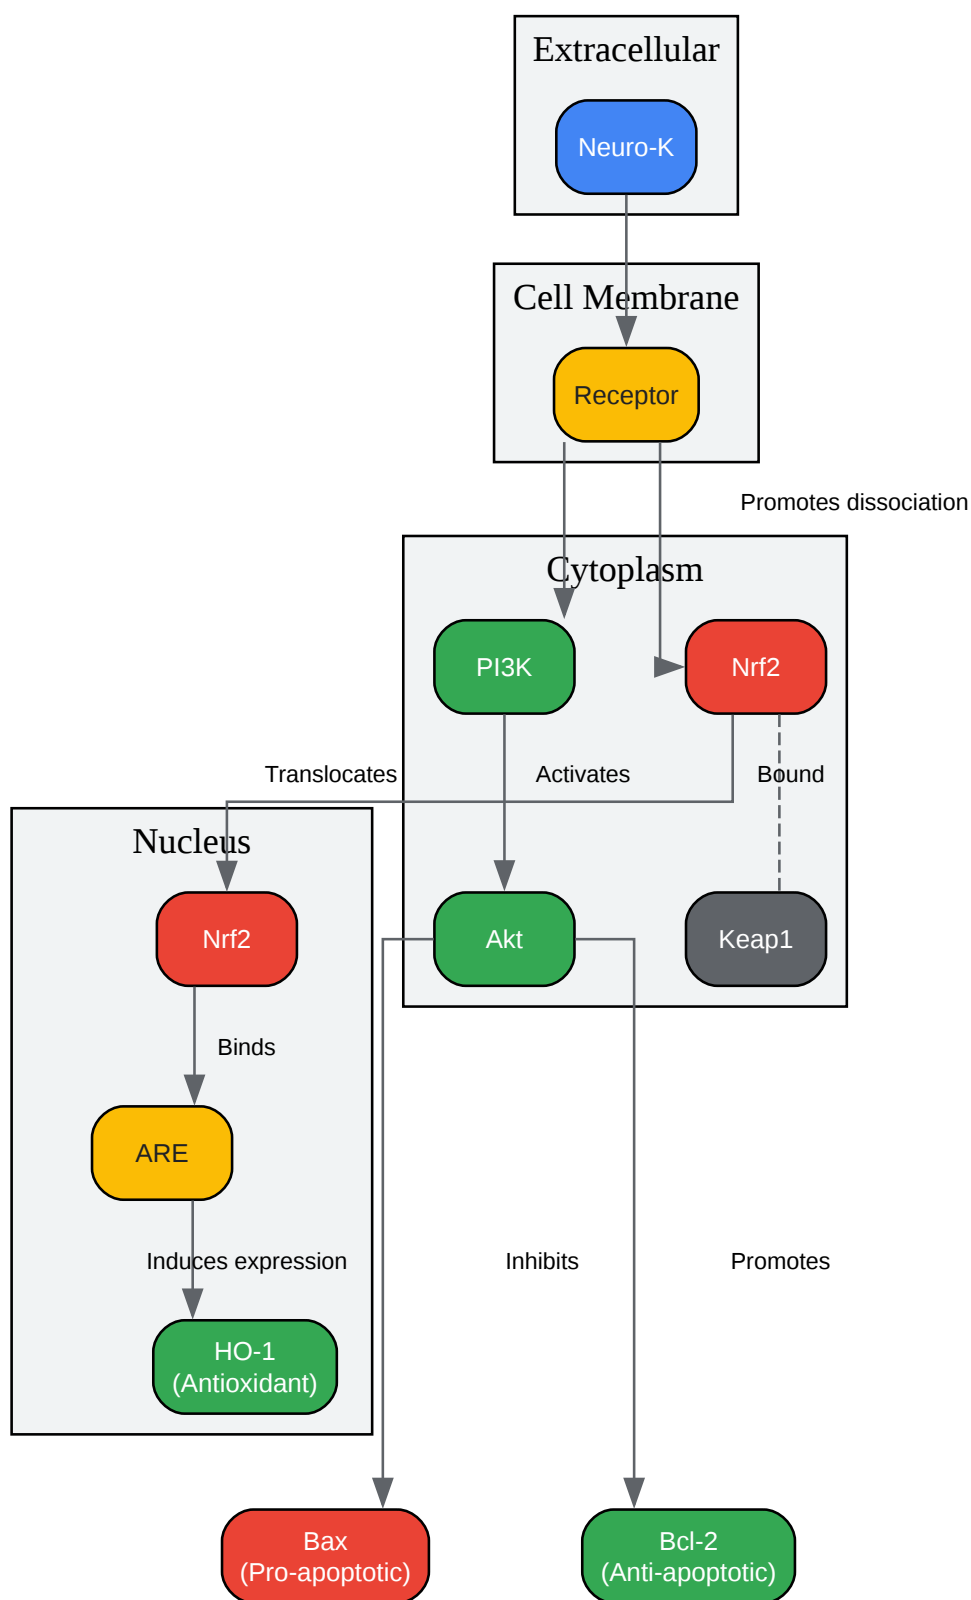 Extracellular
Neuro-K
Cell Membrane
Receptor
Promotes dissociation
Cytoplasm
PI3K
Nrf2
Translocates
Activates
Bound
Nucleus
Nrf2
Akt
Keap1
Binds
ARE
Induces expression
Inhibits
Promotes
HO-1
(Antioxidant)
Bax
(Pro-apoptotic)
Bcl-2
(Anti-apoptotic)